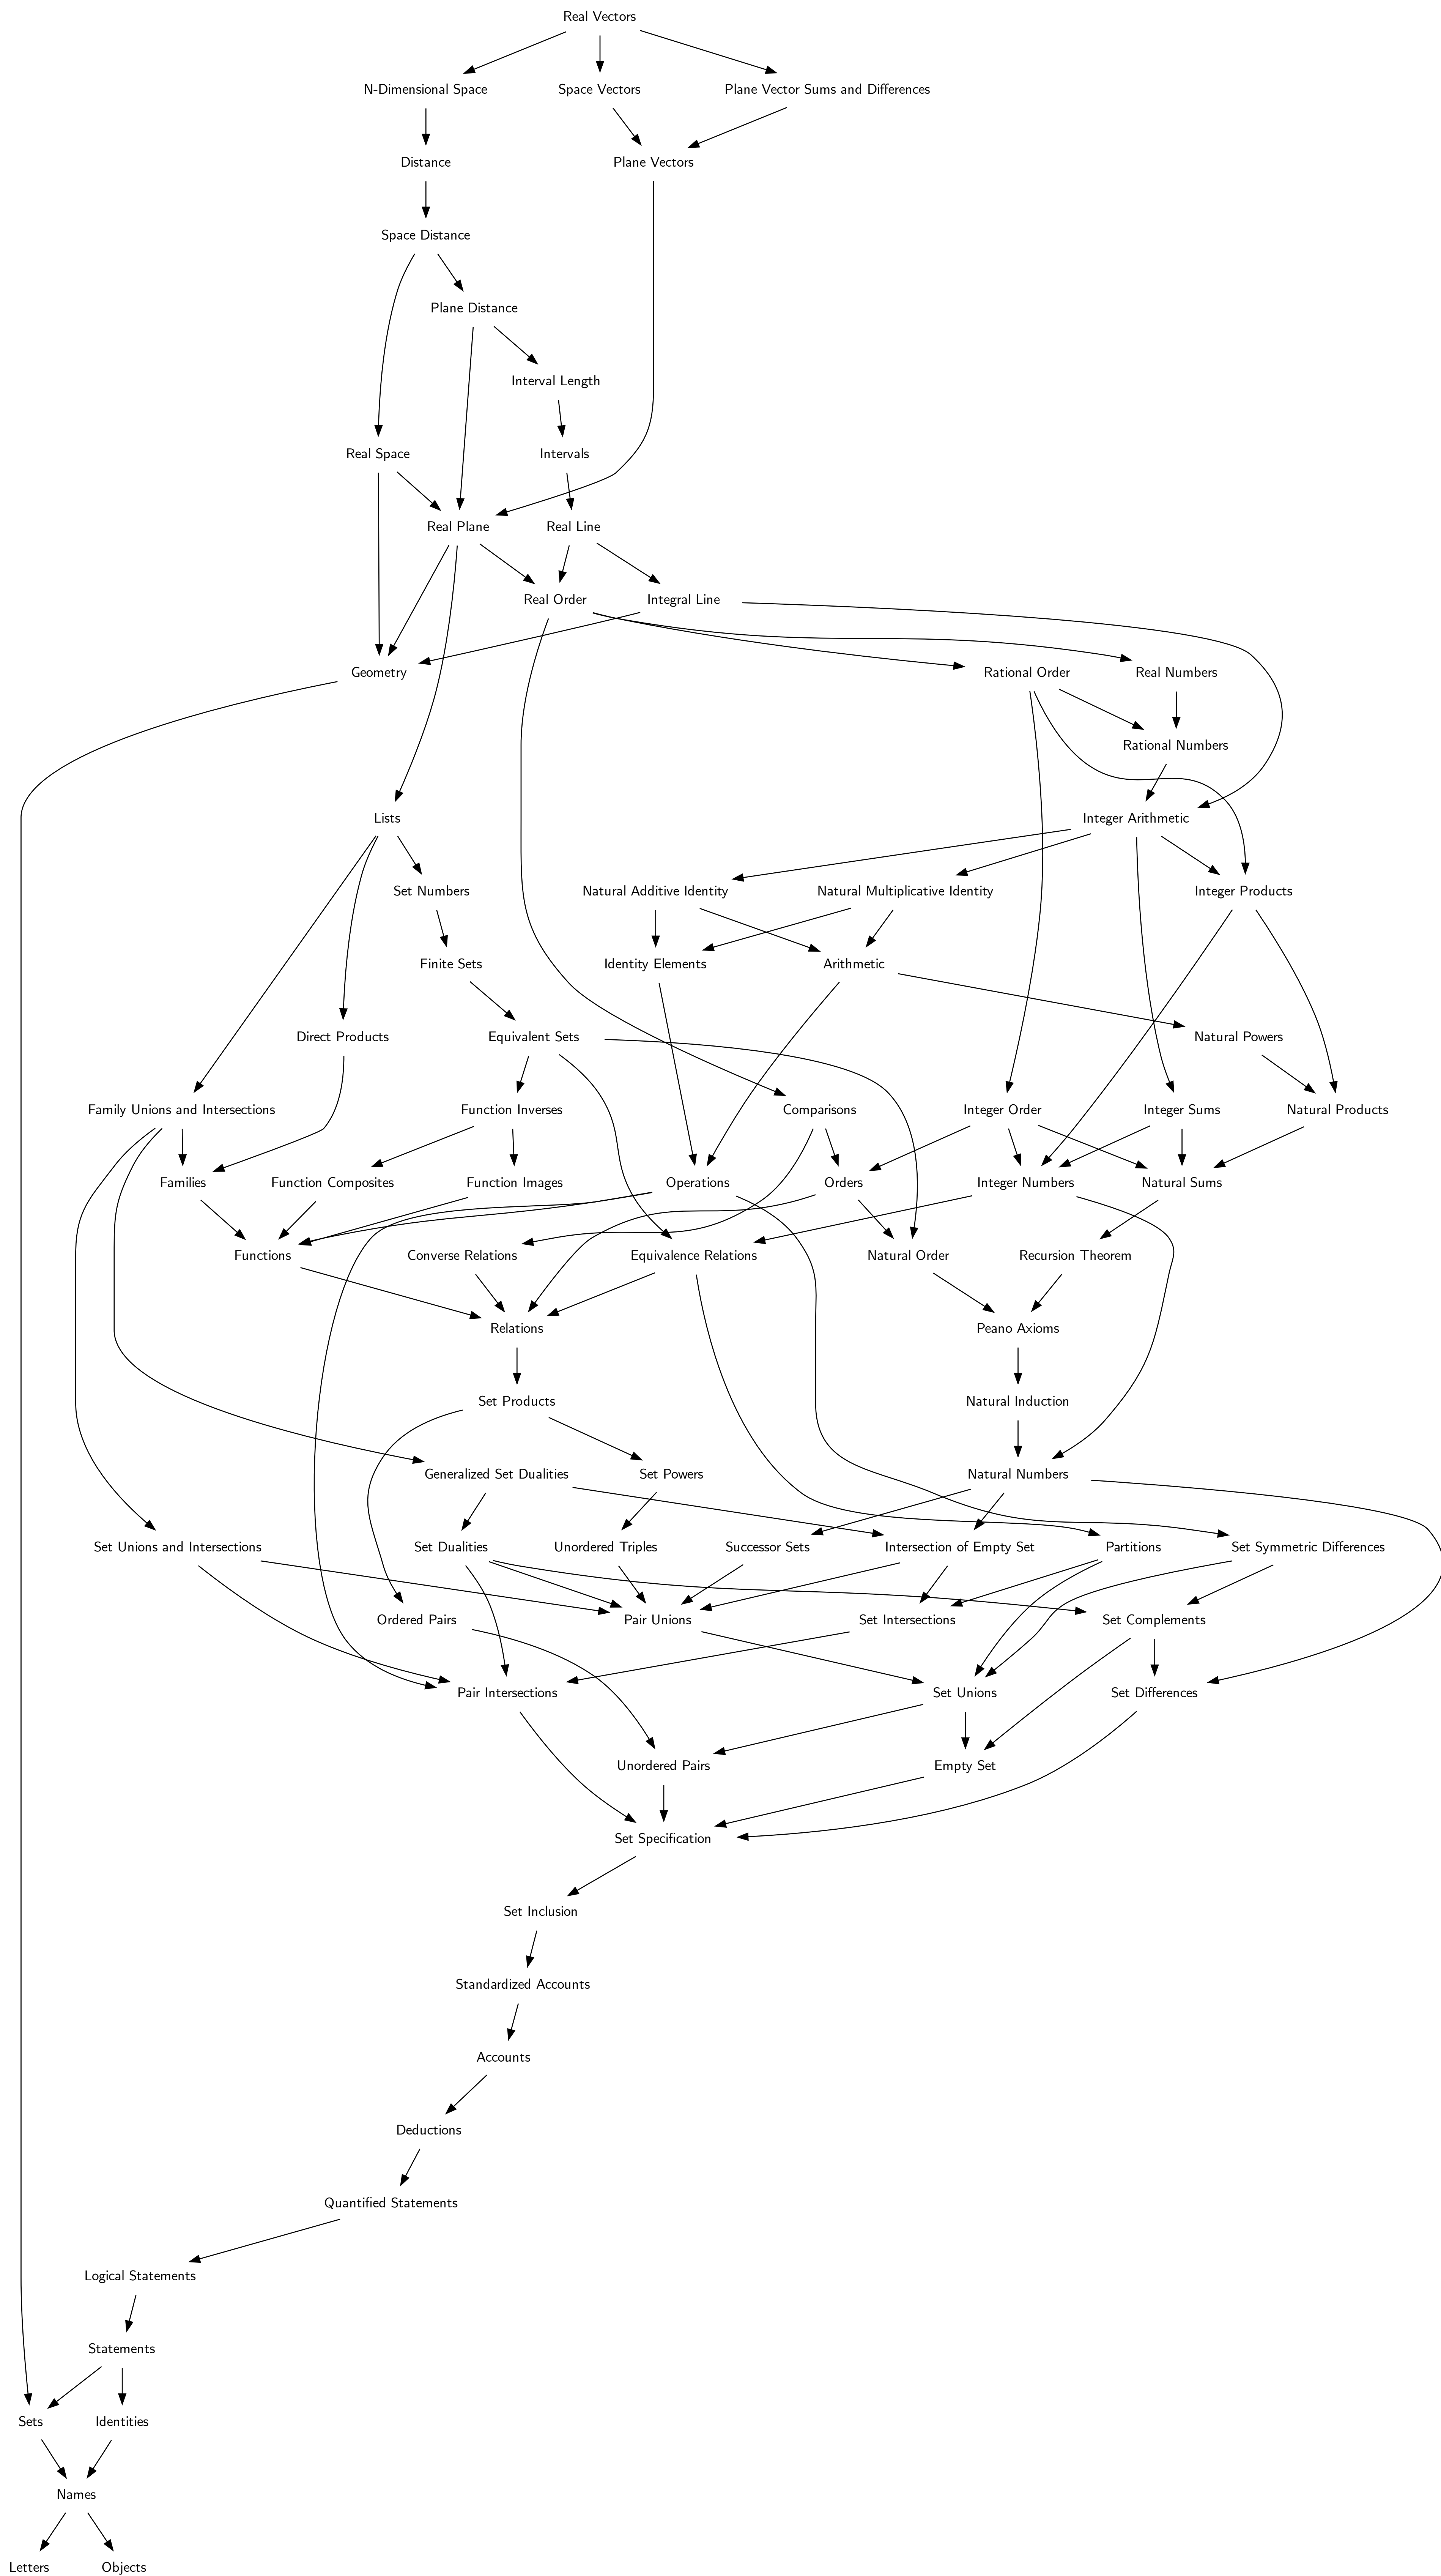 Real Vectors
N-Dimensional Space
Space Vectors
Plane Vector Sums and Differences
Distance
Plane Vectors
Space Distance
Plane Distance
Interval Length
Real Space
Intervals
Real Plane
Real Line
Real Order
Integral Line
Geometry
Rational Order
Real Numbers
Rational Numbers
Lists
Integer Arithmetic
Set Numbers
Natural Additive Identity
Natural Multiplicative Identity
Integer Products
Finite Sets
Identity Elements
Arithmetic
Direct Products
Equivalent Sets
Natural Powers
Family Unions and Intersections
Function Inverses
Comparisons
Integer Order
Integer Sums
Natural Products
Families
Function Composites
Function Images
Operations
Orders
Integer Numbers
Natural Sums
Functions
Converse Relations
Equivalence Relations
Natural Order
Recursion Theorem
Relations
Peano Axioms
Set Products
Natural Induction
Generalized Set Dualities
Set Powers
Natural Numbers
Set Unions and Intersections
Set Dualities
Unordered Triples
Successor Sets
Intersection of Empty Set
Partitions
Set Symmetric Differences
Ordered Pairs
Pair Unions
Set Intersections
Set Complements
Pair Intersections
Set Unions
Set Differences
Unordered Pairs
Empty Set
Set Specification
Set Inclusion
Standardized Accounts
Accounts
Deductions
Quantified Statements
Logical Statements
Statements
Sets
Identities
Names
Letters
Objects